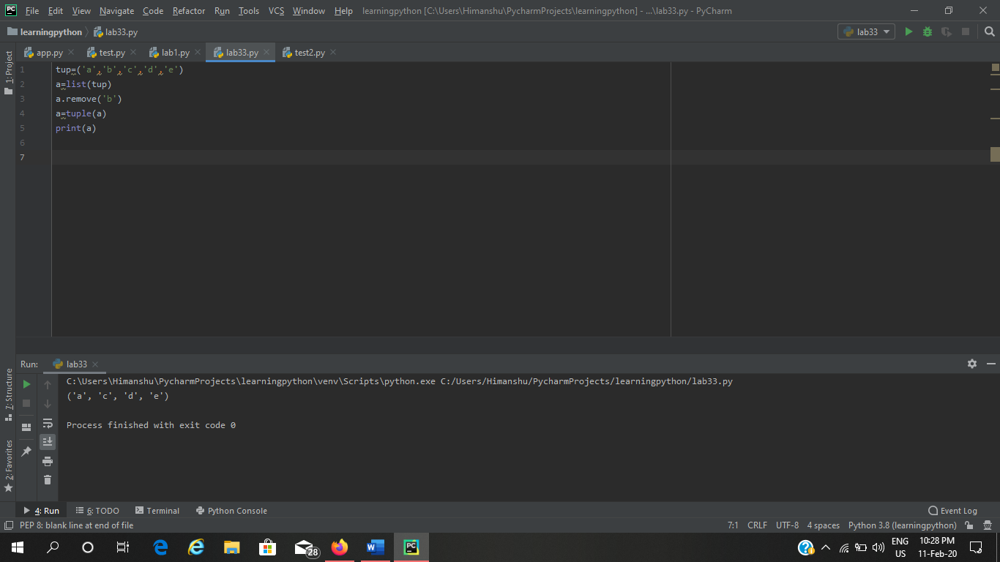 File Edit View Navigate Code Refactor Run Tools VCS Window Help learningpython [C:\Users\Himanshu\PycharmProjects\learningpython] - ...\lab33.py - PyCharm
learningpython lab33.py lab33
app.py test.py lab1.py lab33.py test2.py
1: Project
1 tup=('a','b','c','d','e')
2 a=list(tup)
3 a.remove('b')
4 a=tuple(a)
5 print(a)
6
7
Run: lab33
7: Structure
2: Favorites
C:\Users\Himanshu\PycharmProjects\learningpython\venv\Scripts\python.exe C:/Users/Himanshu/PycharmProjects/learningpython/lab33.py
('a', 'c', 'd', 'e')
Process finished with exit code 0
4: Run 6: TODO Terminal Python Console Event Log
PEP 8: blank line at end of file 7:1 CRLF UTF-8 4 spaces Python 3.8 (learningpython)
28 W PC ENG 10:28 PM
US 11-Feb-20